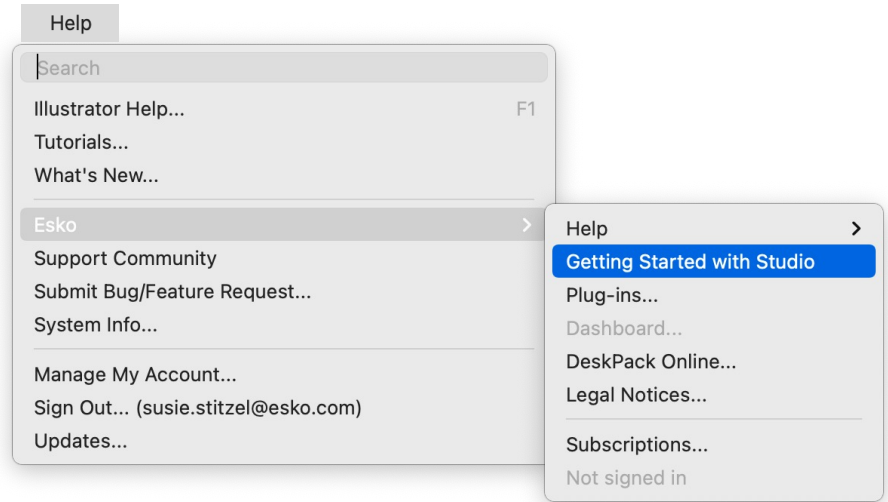 Help
Search
Illustrator Help... F1
Tutorials...
What's New...
Esko
Support Community
Submit Bug/Feature Request...
System Info...
Manage My Account...
Sign Out... (susie.stitzel@esko.com)
Updates...
Help
Getting Started with Studio
Plug-ins...
Dashboard...
DeskPack Online...
Legal Notices...
Subscriptions...
Not signed in